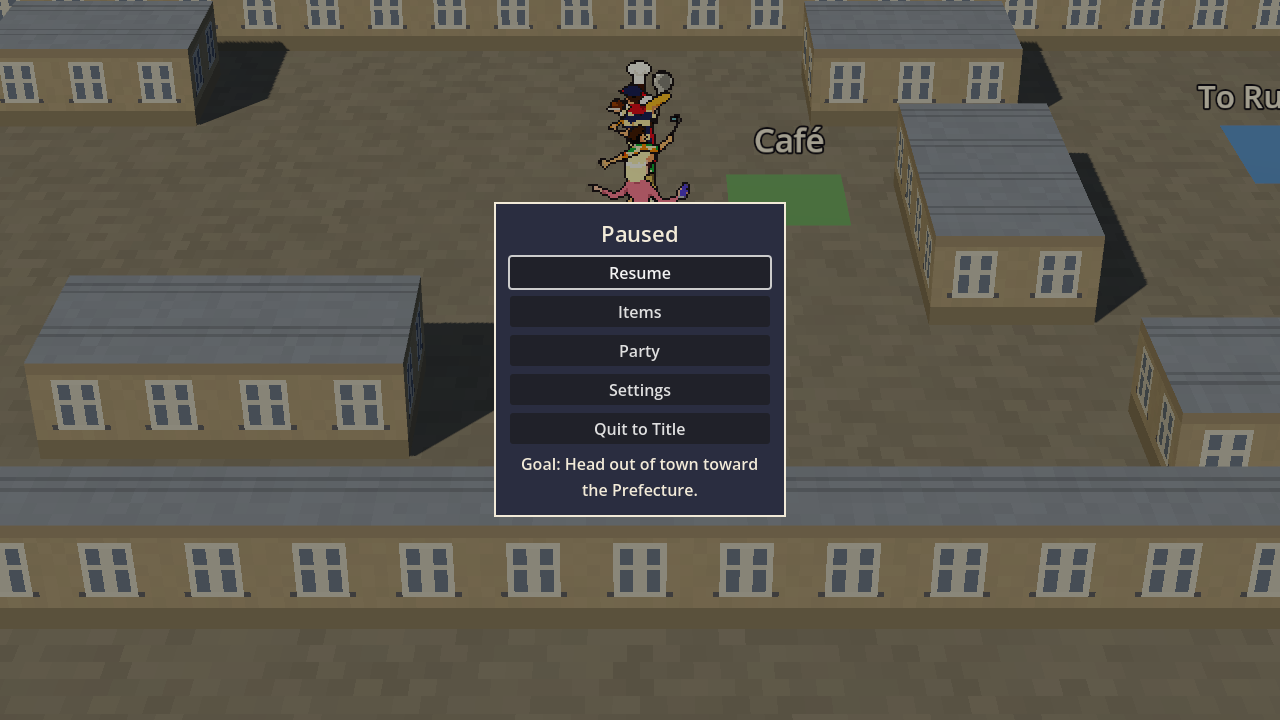 To Ru
Café
Paused
Resume
Items
Party
Settings
Quit to Title
Goal: Head out of town toward
the Prefecture.